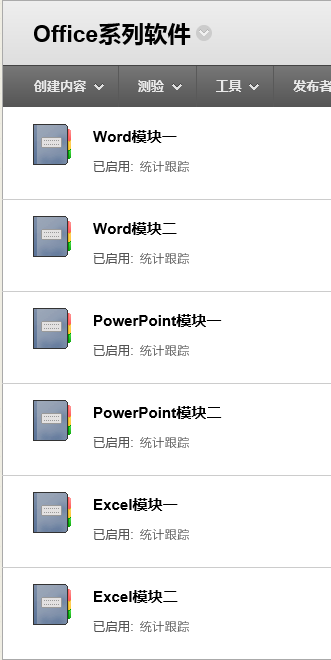 Office系列软件
创建内容 测验 工具 发布者
Word模块一
已启用: 统计跟踪
Word模块二
已启用: 统计跟踪
PowerPoint模块一
已启用: 统计跟踪
PowerPoint模块二
已启用: 统计跟踪
Excel模块一
已启用: 统计跟踪
Excel模块二
已启用: 统计跟踪